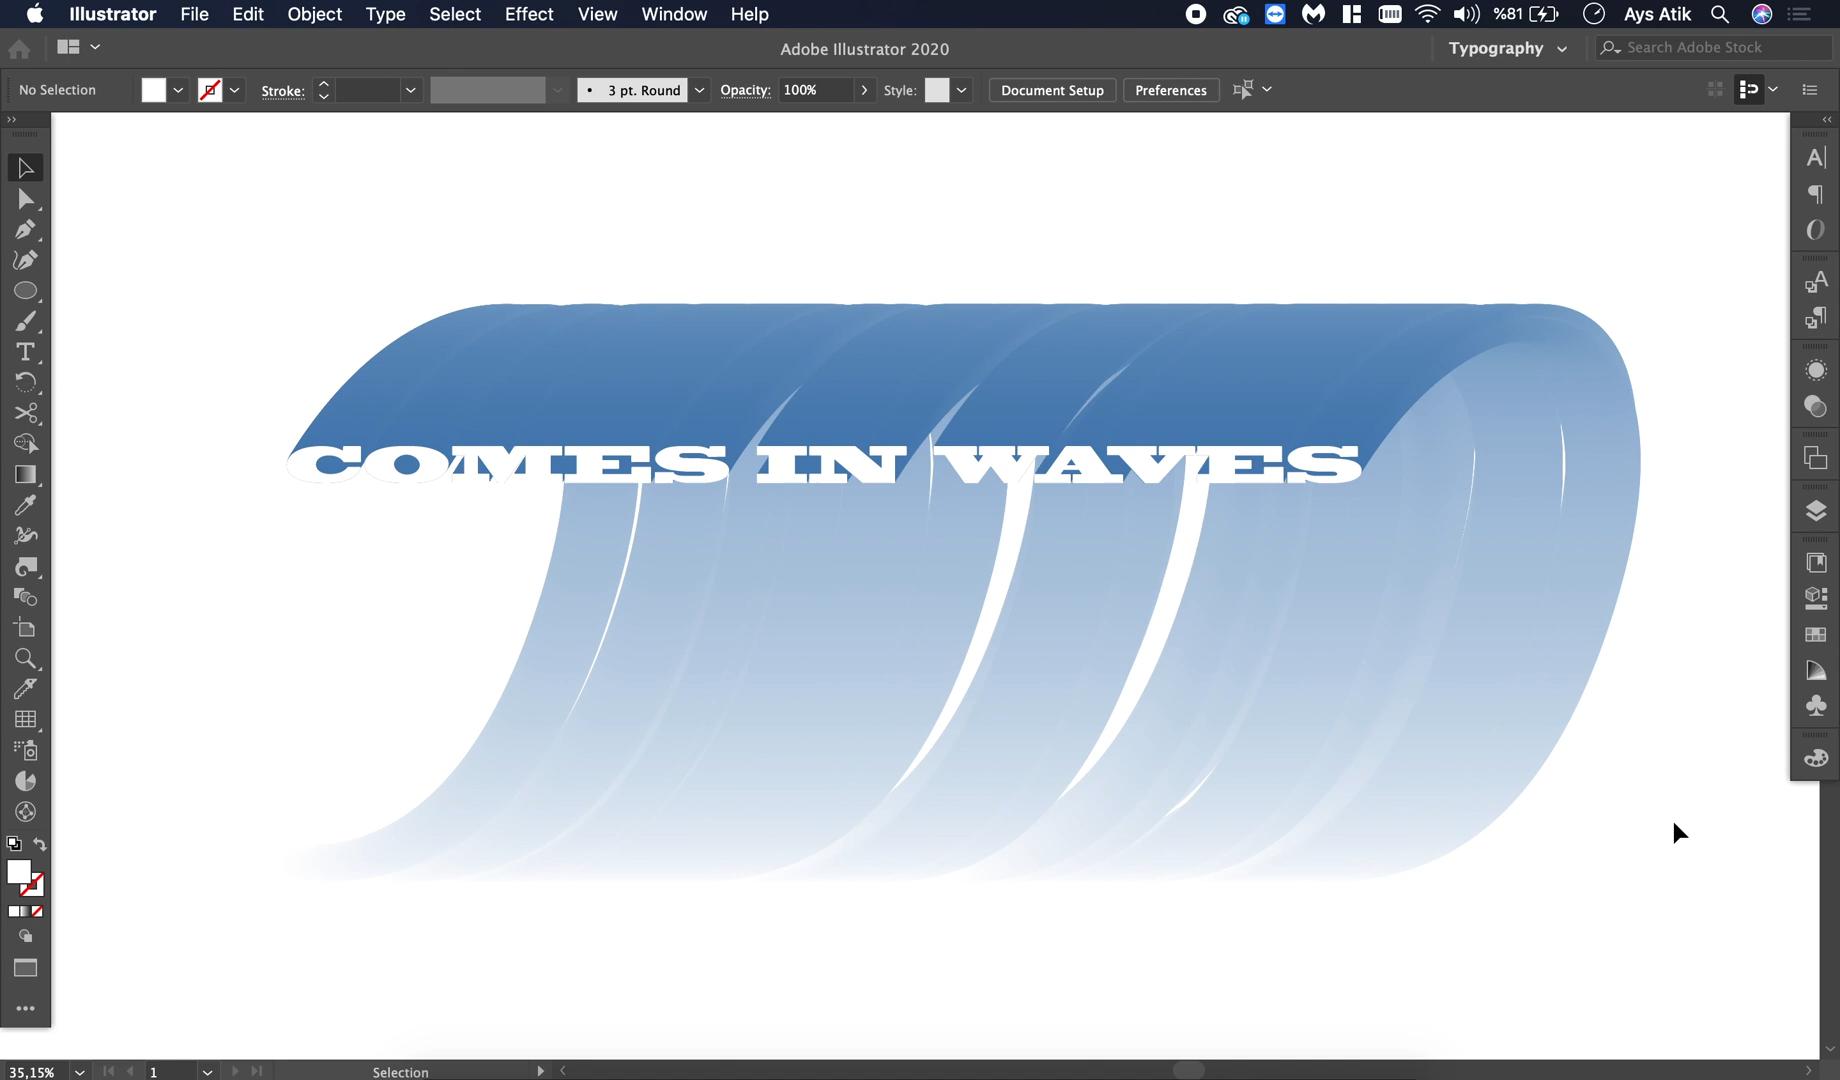 Illustrator File Edit Object Type Select Effect View Window Help %81 Ays Atik
Adobe Illustrator 2020 Typography Search Adobe Stock
No Selection Stroke: 3 pt. Round Opacity: 100% Style: Document Setup Preferences
COMES IN WAVES
35,15% 1 Selection